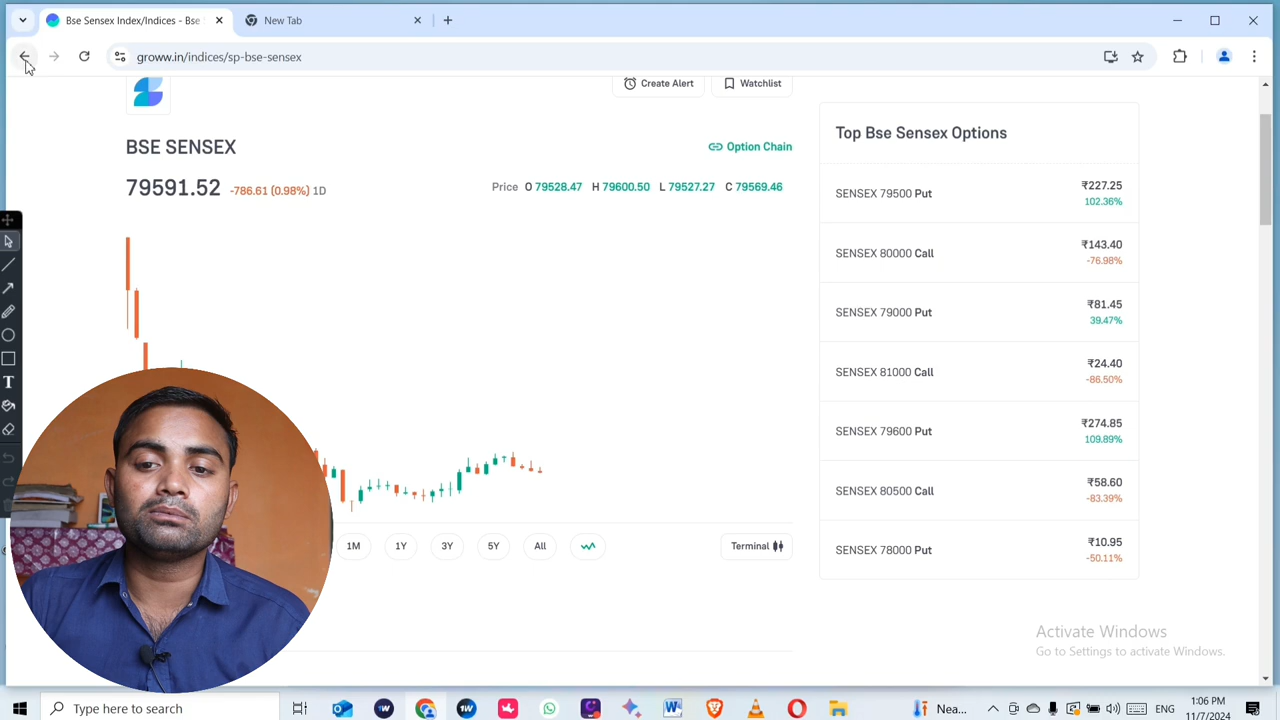 Bse Sensex Index/Indices - Bse
New Tab
groww.in/indices/sp-bse-sensex
Create Alert
Watchlist
BSE SENSEX
Option Chain
79591.52 -786.61 (0.98%) 1D
Price O 79528.47 H 79600.50 L 79527.27 C 79569.46
1M 1Y 3Y 5Y All
Terminal
Top Bse Sensex Options
SENSEX 79500 Put ₹227.25
102.36%
SENSEX 80000 Call ₹143.40
-76.98%
SENSEX 79000 Put ₹81.45
39.47%
SENSEX 81000 Call ₹24.40
-86.50%
SENSEX 79600 Put ₹274.85
109.89%
SENSEX 80500 Call ₹58.60
-83.39%
SENSEX 78000 Put ₹10.95
-50.11%
Activate Windows
Go to Settings to activate Windows.
Type here to search
Nea...
ENG
1:06 PM
11/7/2024